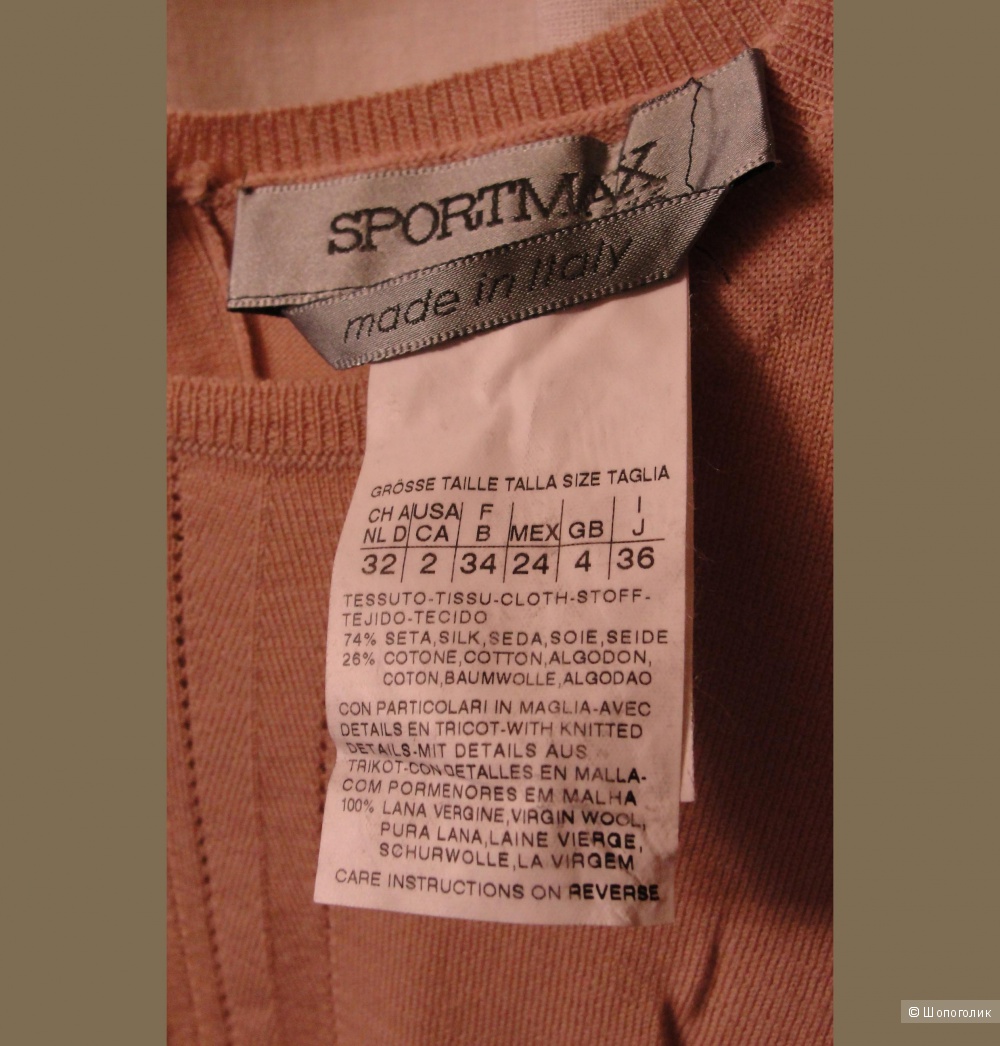 SPORTMAX
made in Italy
GRÖSSE TAILLE TALLA SIZE TAGLIA
CH A USA F I
NL D CA B MEX GB J
32 2 34 24 4 36
TESSUTO-TISSU-CLOTH-STOFF-
TEJIDO-TECIDO
74% SETA,SILK,SEDA,SOIE,SEIDE
26% COTONE,COTTON,ALGODON,
COTON,BAUMWOLLE,ALGODAO
CON PARTICOLARI IN MAGLIA-AVEC
DETAILS EN TRICOT-WITH KNITTED
DETAILS-MIT DETAILS AUS
TRIKOT-CON DETALLES EN MALLA-
COM PORMENORES EM MALHA
100% LANA VERGINE,VIRGIN WOOL,
PURA LANA,LAINE VIERGE,
SCHURWOLLE,LA VIRGEM
CARE INSTRUCTIONS ON REVERSE
© Шопоголик